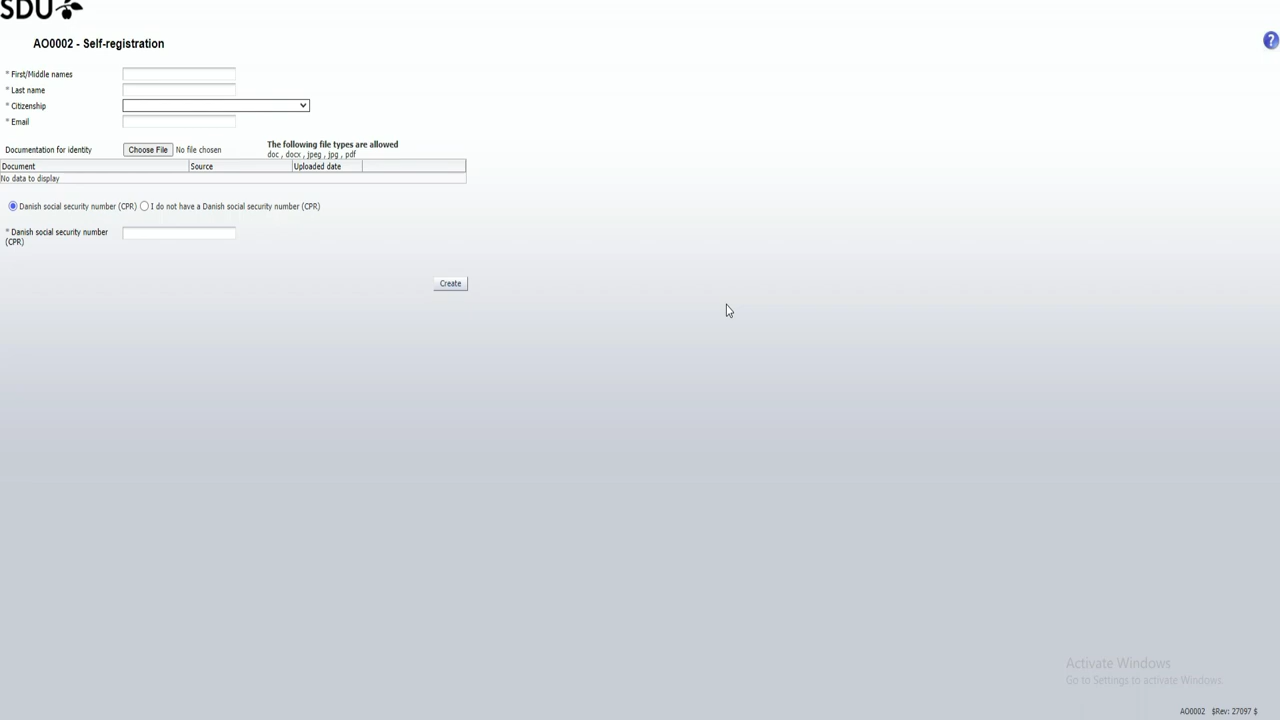 SDU
AO0002 - Self-registration
?
* First/Middle names
* Last name
* Citizenship
* Email
Documentation for identity Choose File No file chosen The following file types are allowed
doc , docx , jpeg , jpg , pdf
Document Source Uploaded date
No data to display
Danish social security number (CPR) I do not have a Danish social security number (CPR)
* Danish social security number
(CPR)
Create
Activate Windows
Go to Settings to activate Windows.
AO0002 $Rev: 27097 $